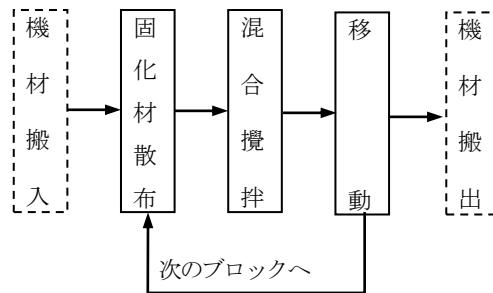 機材搬入
固化材散布
混合攪拌
移動
機材搬出
次のブロックへ